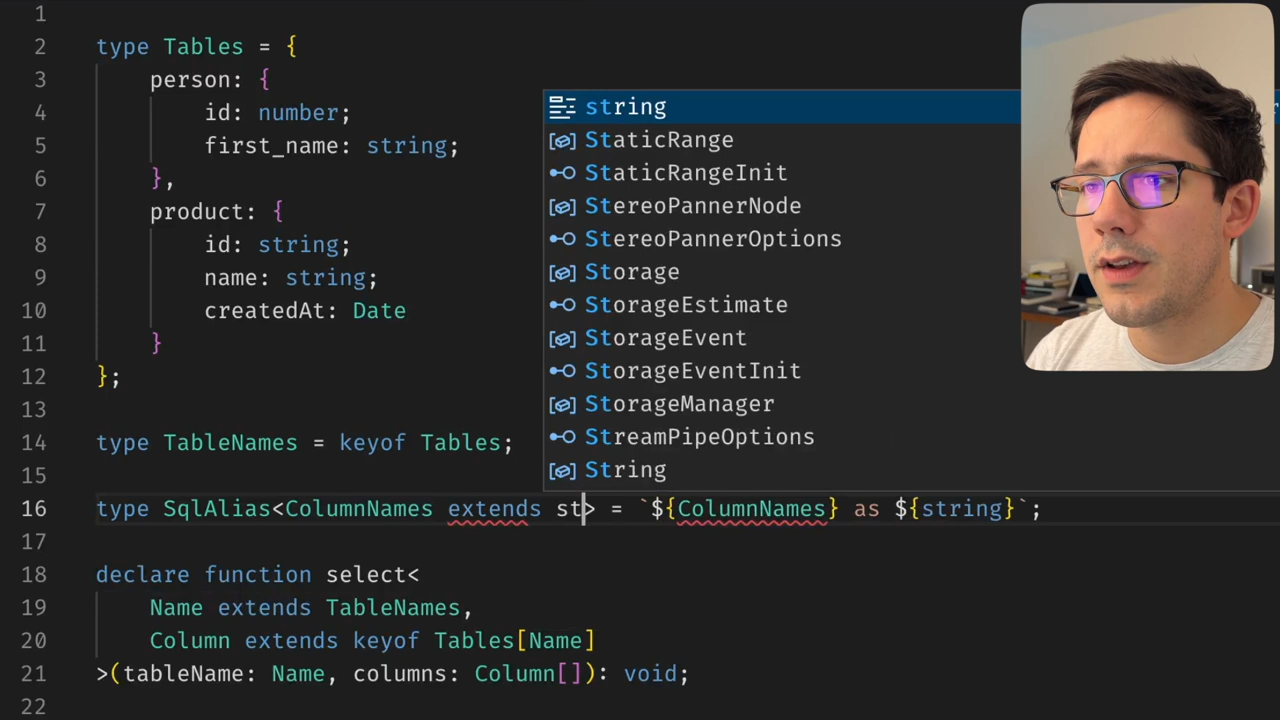 1
2 type Tables = {
3 person: {
4 id: number;
5 first_name: string;
6 },
7 product: {
8 id: string;
9 name: string;
10 createdAt: Date
11 }
12 };
13
14 type TableNames = keyof Tables;
15
16 type SqlAlias<ColumnNames extends st> = `${ColumnNames} as ${string}`;
17
18 declare function select<
19 Name extends TableNames,
20 Column extends keyof Tables[Name]
21 >(tableName: Name, columns: Column[]): void;
22
string
StaticRange
StaticRangeInit
StereoPannerNode
StereoPannerOptions
Storage
StorageEstimate
StorageEvent
StorageEventInit
StorageManager
StreamPipeOptions
String